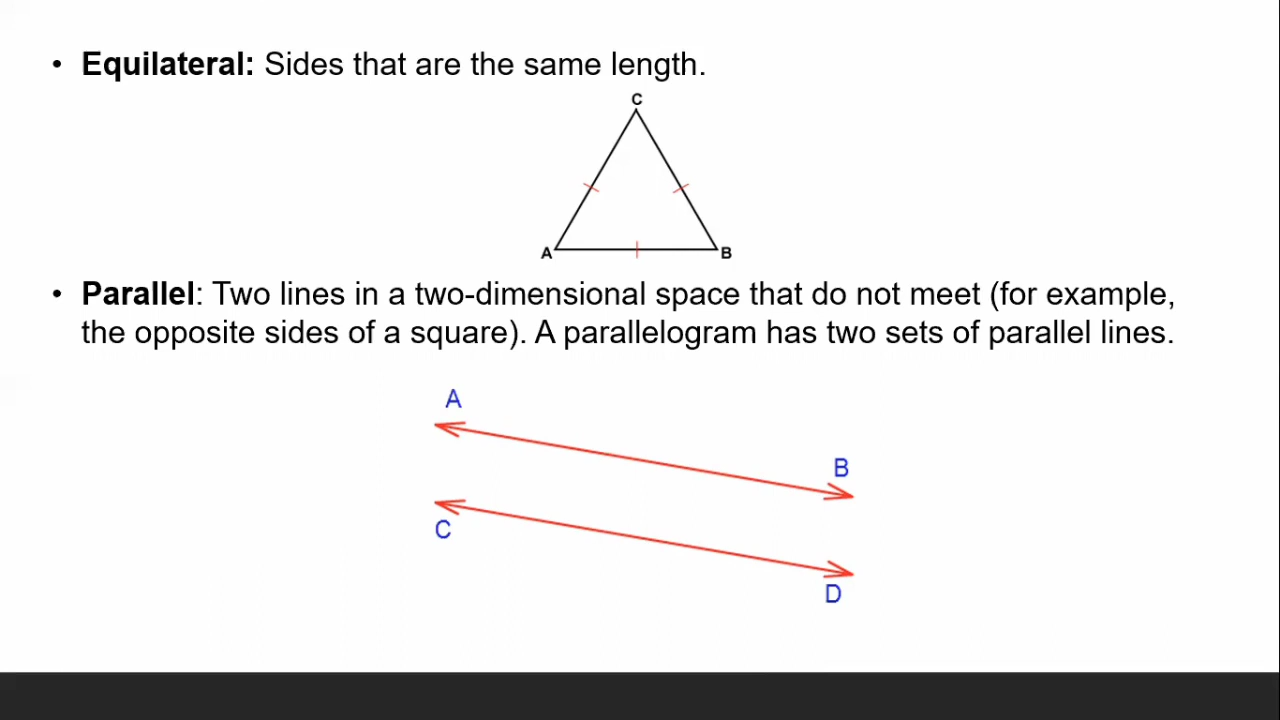 • Equilateral: Sides that are the same length.
C
A
B
• Parallel: Two lines in a two-dimensional space that do not meet (for example,
the opposite sides of a square). A parallelogram has two sets of parallel lines.
A
B
C
D